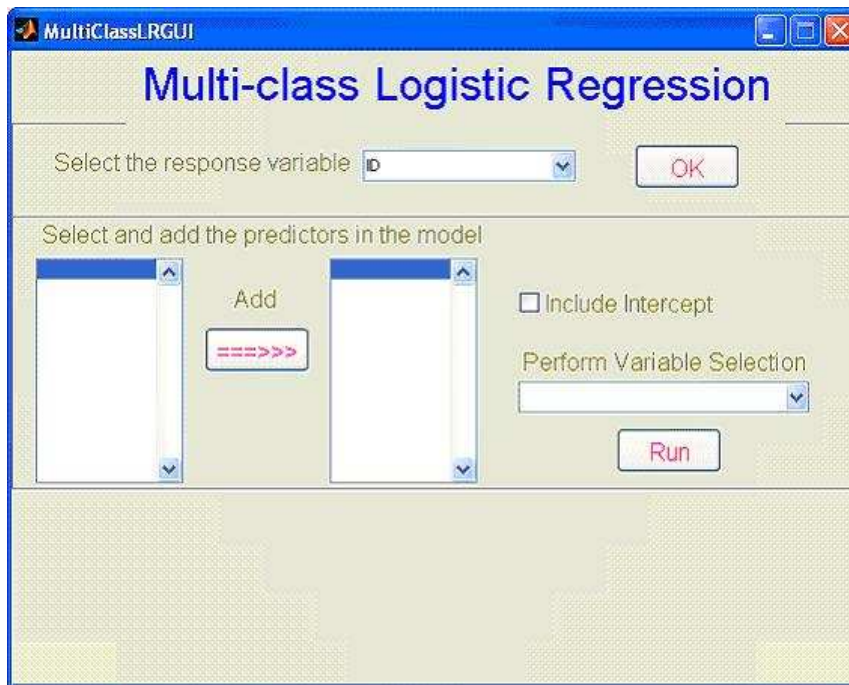 MultiClassLRGUI
Multi-class Logistic Regression
Select the response variable ID OK
Select and add the predictors in the model
Add
===>>>
Include Intercept
Perform Variable Selection
Run